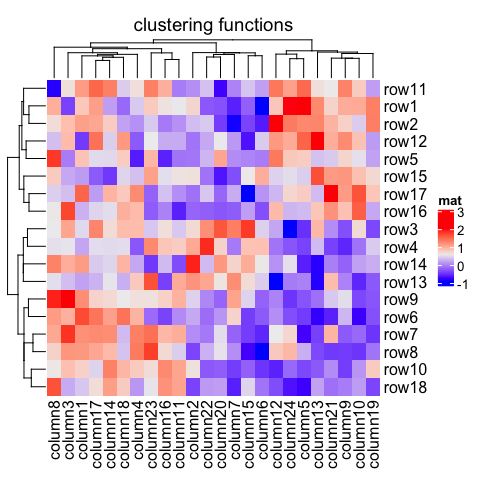 clustering functions
row11
row1
row2
row12
row5
row15
row17
row16
row3
row4
row14
row13
row9
row6
row7
row8
row10
row18
mat
3
2
1
0
-1
column8
column3
column1
column17
column14
column18
column4
column23
column16
column11
column2
column22
column20
column7
column15
column6
column12
column24
column5
column13
column21
column9
column10
column19